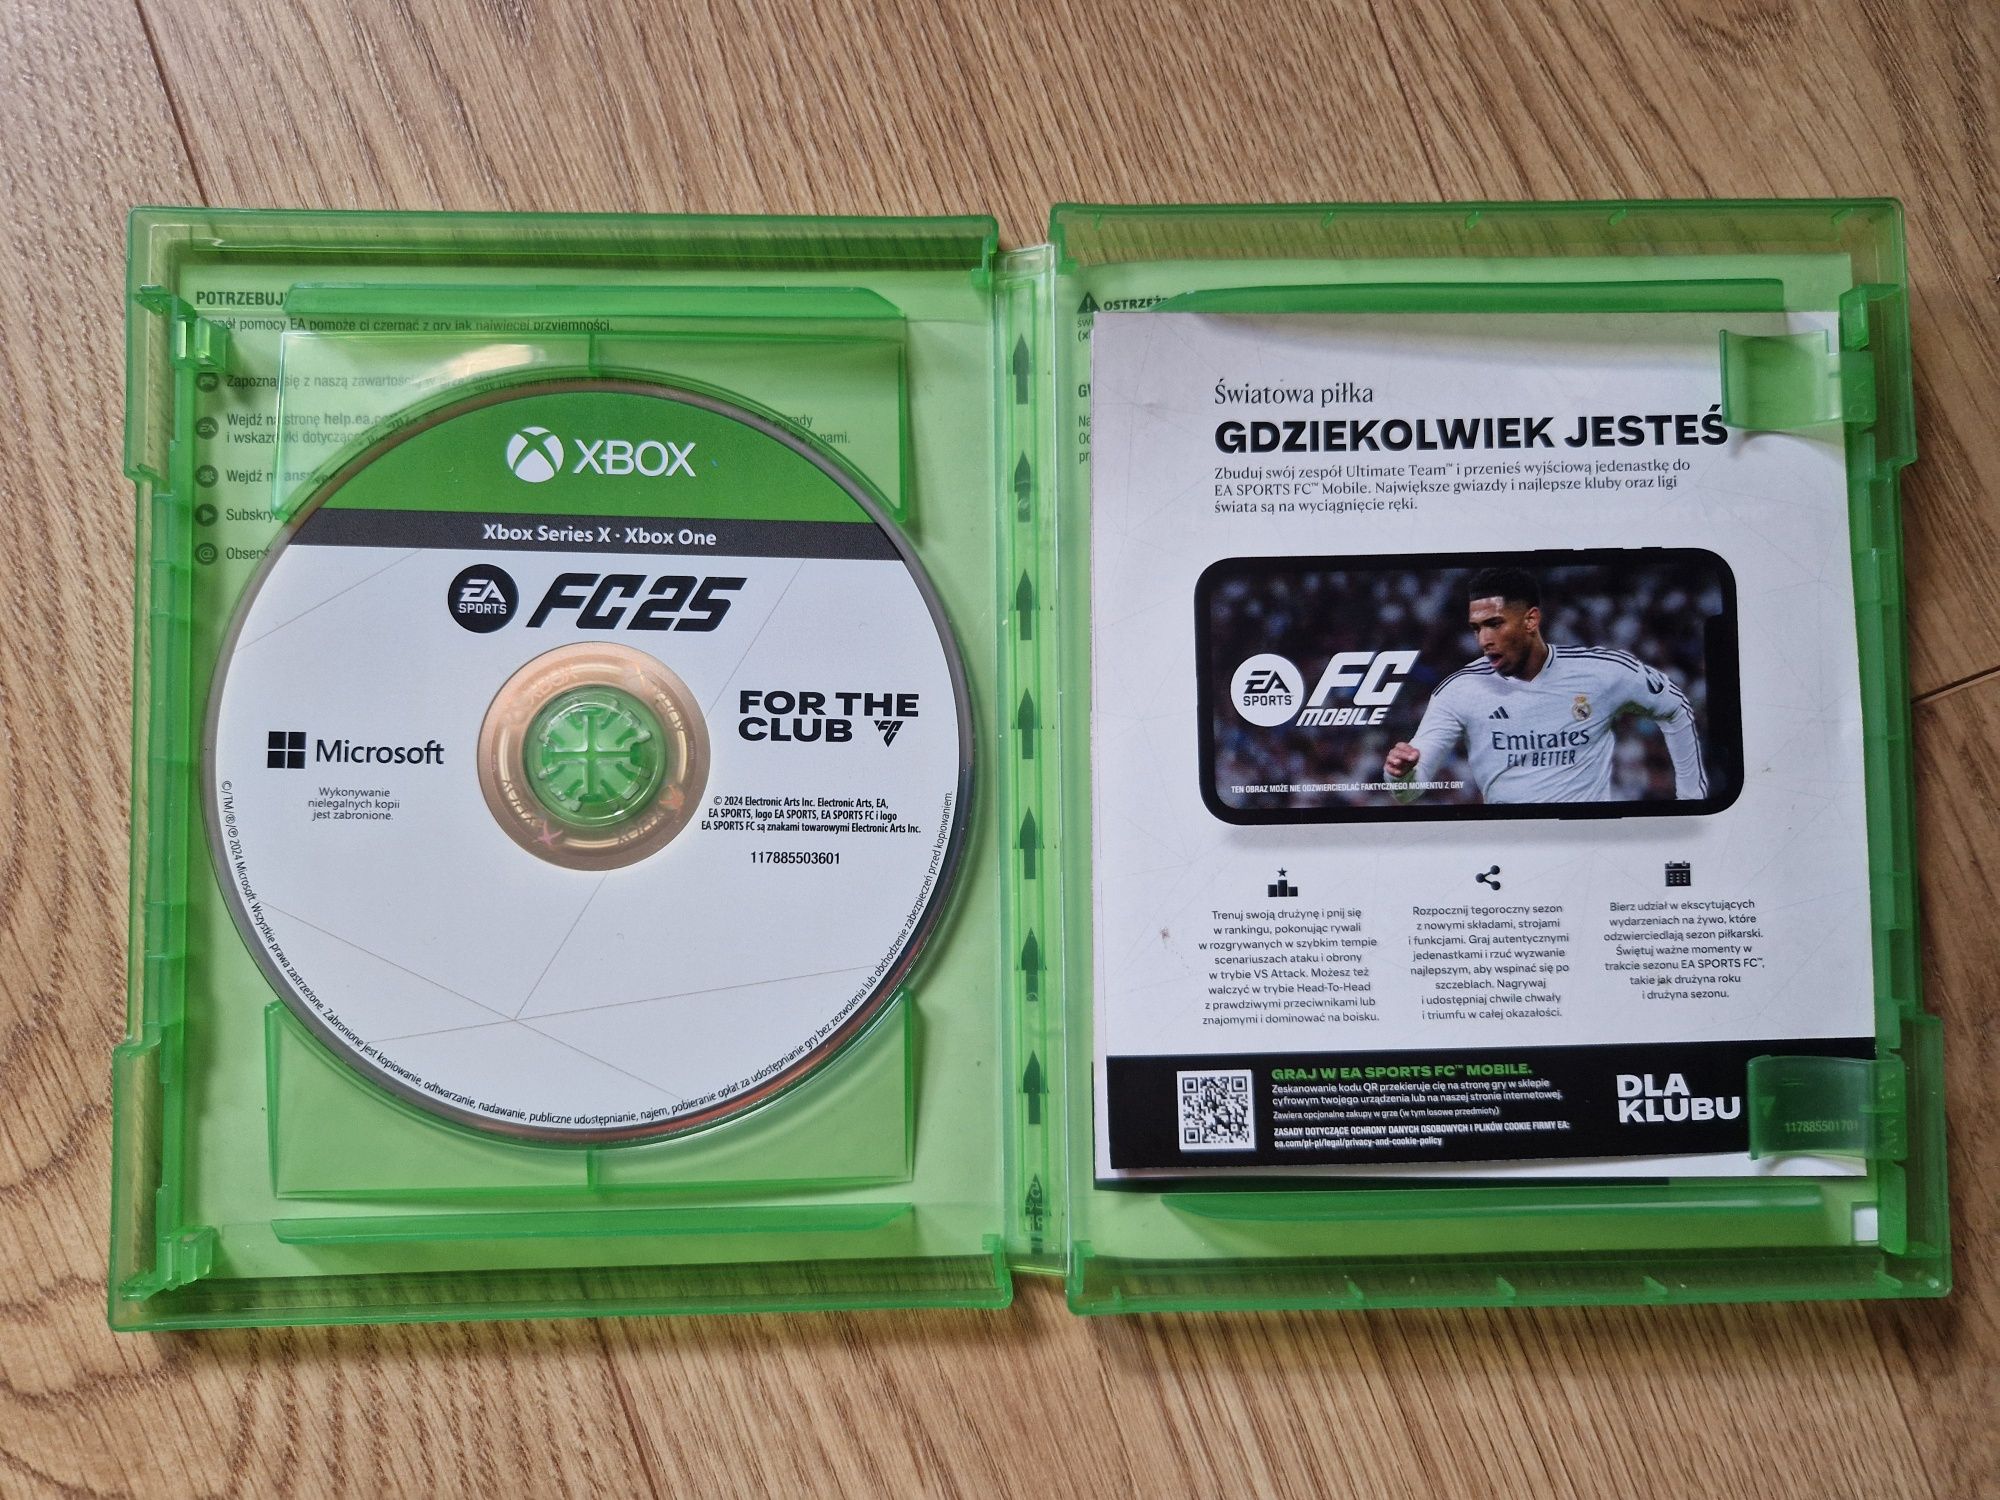 POTRZEBUJ
pół pomocy EA pomoże ci czerpać z gry jak najwięcej przyjemności.
Zapoznaj się z naszą zawartością w
Wejdź na stronę help.ea.co
i wskazówki dotyczące
nami.
Wejdź n
Subskry
Obser
XBOX
Xbox Series X · Xbox One
EA SPORTS
FC25
Microsoft
Wykonywanie
nielegalnych kopii
jest zabronione.
FOR THE
CLUB
© 2024 Electronic Arts Inc. Electronic Arts, EA,
EA SPORTS, logo EA SPORTS, EA SPORTS FC i logo
EA SPORTS FC są znakami towarowymi Electronic Arts Inc.
117885503601
©/TM/®/℗ 2024 Microsoft. Wszystkie prawa zastrzeżone. Zabronione jest kopiowanie, odtwarzanie, nadawanie, publiczne udostępnianie, najem, pobieranie opłat za udostępnianie gry bez zezwolenia lub obchodzenie zabezpieczeń przed kopiowaniem.
OSTRZEŻE
Światowa piłka
GDZIEKOLWIEK JESTEŚ
Zbuduj swój zespół Ultimate Team™ i przenieś wyjściową jedenastkę do
EA SPORTS FC™ Mobile. Największe gwiazdy i najlepsze kluby oraz ligi
świata są na wyciągnięcie ręki.
EA SPORTS
FC
MOBILE
Emirates
FLY BETTER
TEN OBRAZ MOŻE NIE ODZWIERCIEDLAĆ FAKTYCZNEGO MOMENTU Z GRY
Trenuj swoją drużynę i pnij się
w rankingu, pokonując rywali
w rozgrywanych w szybkim tempie
scenariuszach ataku i obrony
w trybie VS Attack. Możesz też
walczyć w trybie Head-To-Head
z prawdziwymi przeciwnikami lub
znajomymi i dominować na boisku.
Rozpocznij tegoroczny sezon
z nowymi składami, strojami
i funkcjami. Graj autentycznymi
jedenastkami i rzuć wyzwanie
najlepszym, aby wspinać się po
szczeblach. Nagrywaj
i udostępniaj chwile chwały
i triumfu w całej okazałości.
Bierz udział w ekscytujących
wydarzeniach na żywo, które
odzwierciedlają sezon piłkarski.
Świętuj ważne momenty w
trakcie sezonu EA SPORTS FC™,
takie jak drużyna roku
i drużyna sezonu.
GRAJ W EA SPORTS FC™ MOBILE.
Zeskanowanie kodu QR przekieruje cię na stronę gry w sklepie
cyfrowym twojego urządzenia lub na naszej stronie internetowej.
Zawiera opcjonalne zakupy w grze (w tym losowe przedmioty)
ZASADY DOTYCZĄCE OCHRONY DANYCH OSOBOWYCH I PLIKÓW COOKIE FIRMY EA:
ea.com/pl-pl/legal/privacy-and-cookie-policy
DLA
KLUBU
117885501701